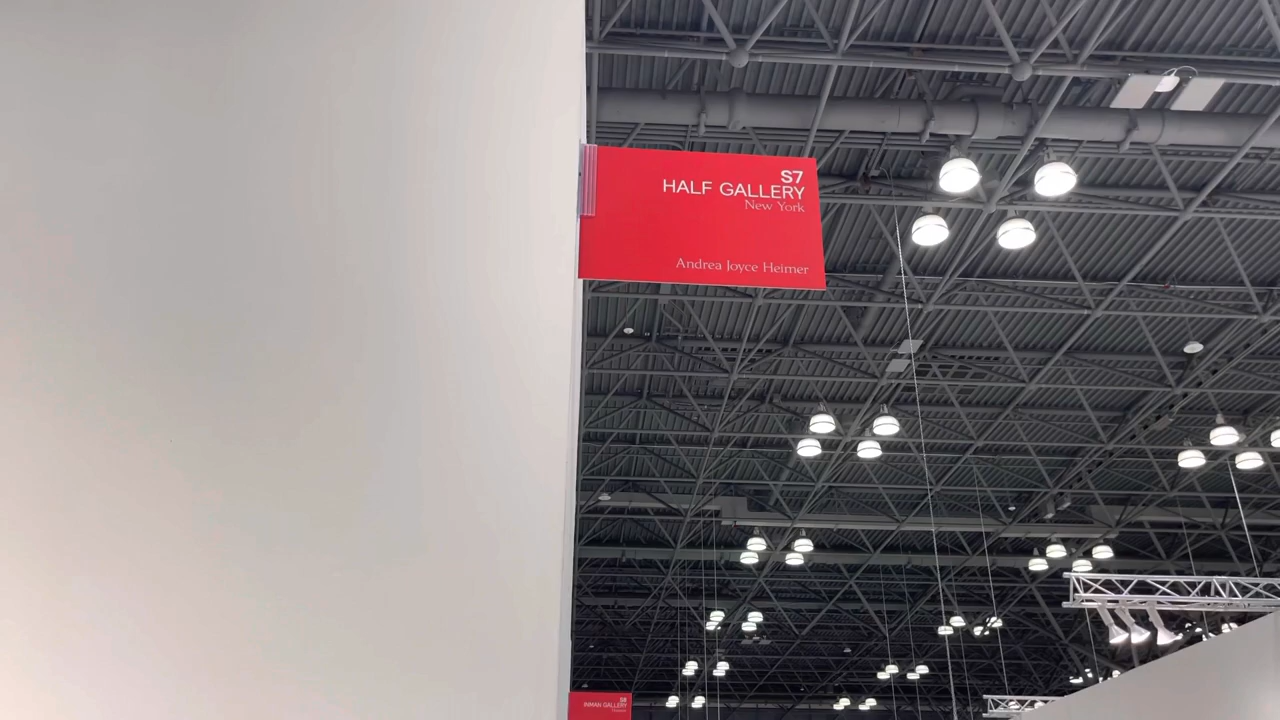 S7
HALF GALLERY
New York
Andrea Joyce Heimer
S8
INMAN GALLERY